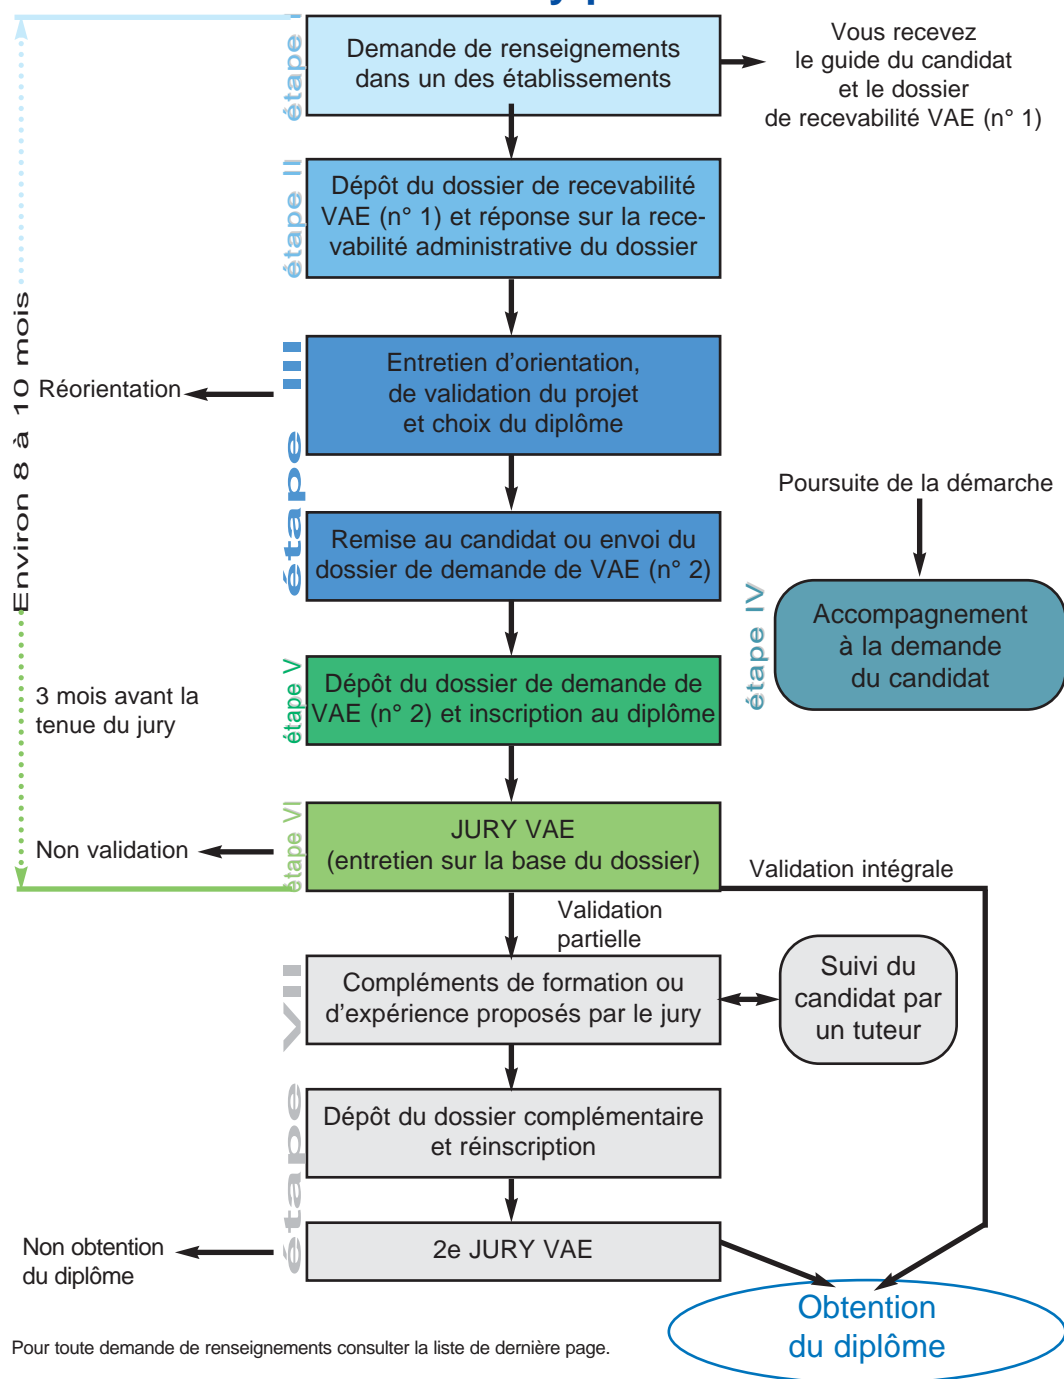 étape I
Demande de renseignements
dans un des établissements
Vous recevez
le guide du candidat
et le dossier
de recevabilité VAE (n° 1)
étape II
Dépôt du dossier de recevabilité
VAE (n° 1) et réponse sur la rece-
vabilité administrative du dossier
Environ 8 à 10 mois
étape III
Entretien d'orientation,
de validation du projet
et choix du diplôme
Réorientation
Remise au candidat ou envoi du
dossier de demande de VAE (n° 2)
Poursuite de la démarche
étape IV
Accompagnement
à la demande
du candidat
étape V
Dépôt du dossier de demande de
VAE (n° 2) et inscription au diplôme
3 mois avant la
tenue du jury
étape VI
JURY VAE
(entretien sur la base du dossier)
Non validation
Validation intégrale
Validation
partielle
étape VII
Compléments de formation ou
d'expérience proposés par le jury
Suivi du
candidat par
un tuteur
Dépôt du dossier complémentaire
et réinscription
2e JURY VAE
Non obtention
du diplôme
Obtention
du diplôme
Pour toute demande de renseignements consulter la liste de dernière page.